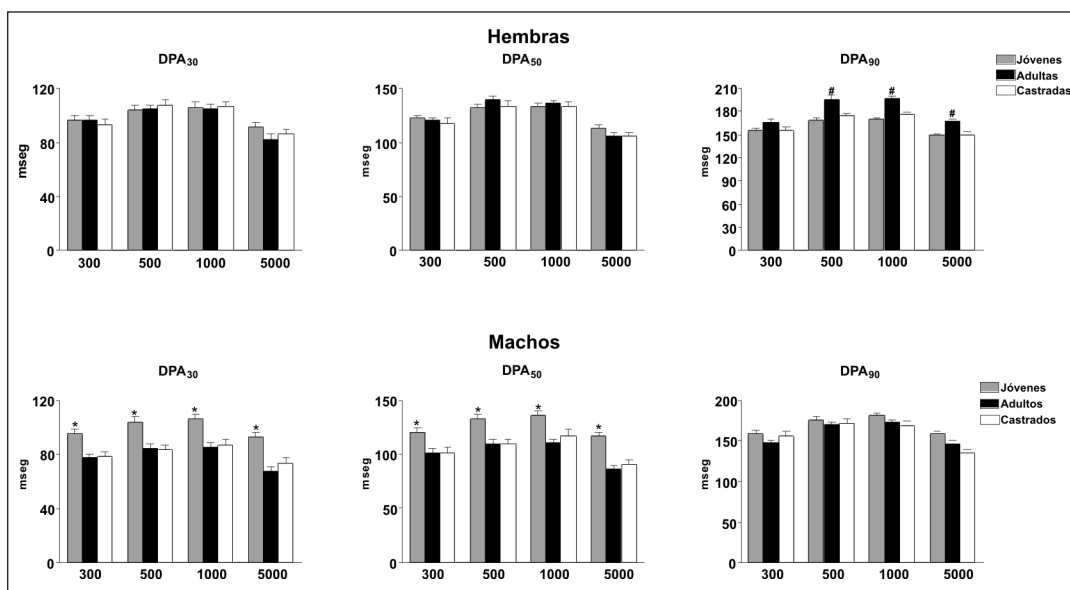 Hembras
DPA30
120
80
40
0
mseg
300 500 1000 5000
DPA50
150
100
50
0
mseg
300 500 1000 5000
DPA90
210
180
150
90
60
30
0
mseg
# # #
300 500 1000 5000
Jóvenes
Adultas
Castradas
Machos
DPA30
120
80
40
0
mseg
* * * *
300 500 1000 5000
DPA50
150
100
50
0
mseg
* * * *
300 500 1000 5000
DPA90
200
150
100
50
0
mseg
300 500 1000 5000
Jóvenes
Adultos
Castrados